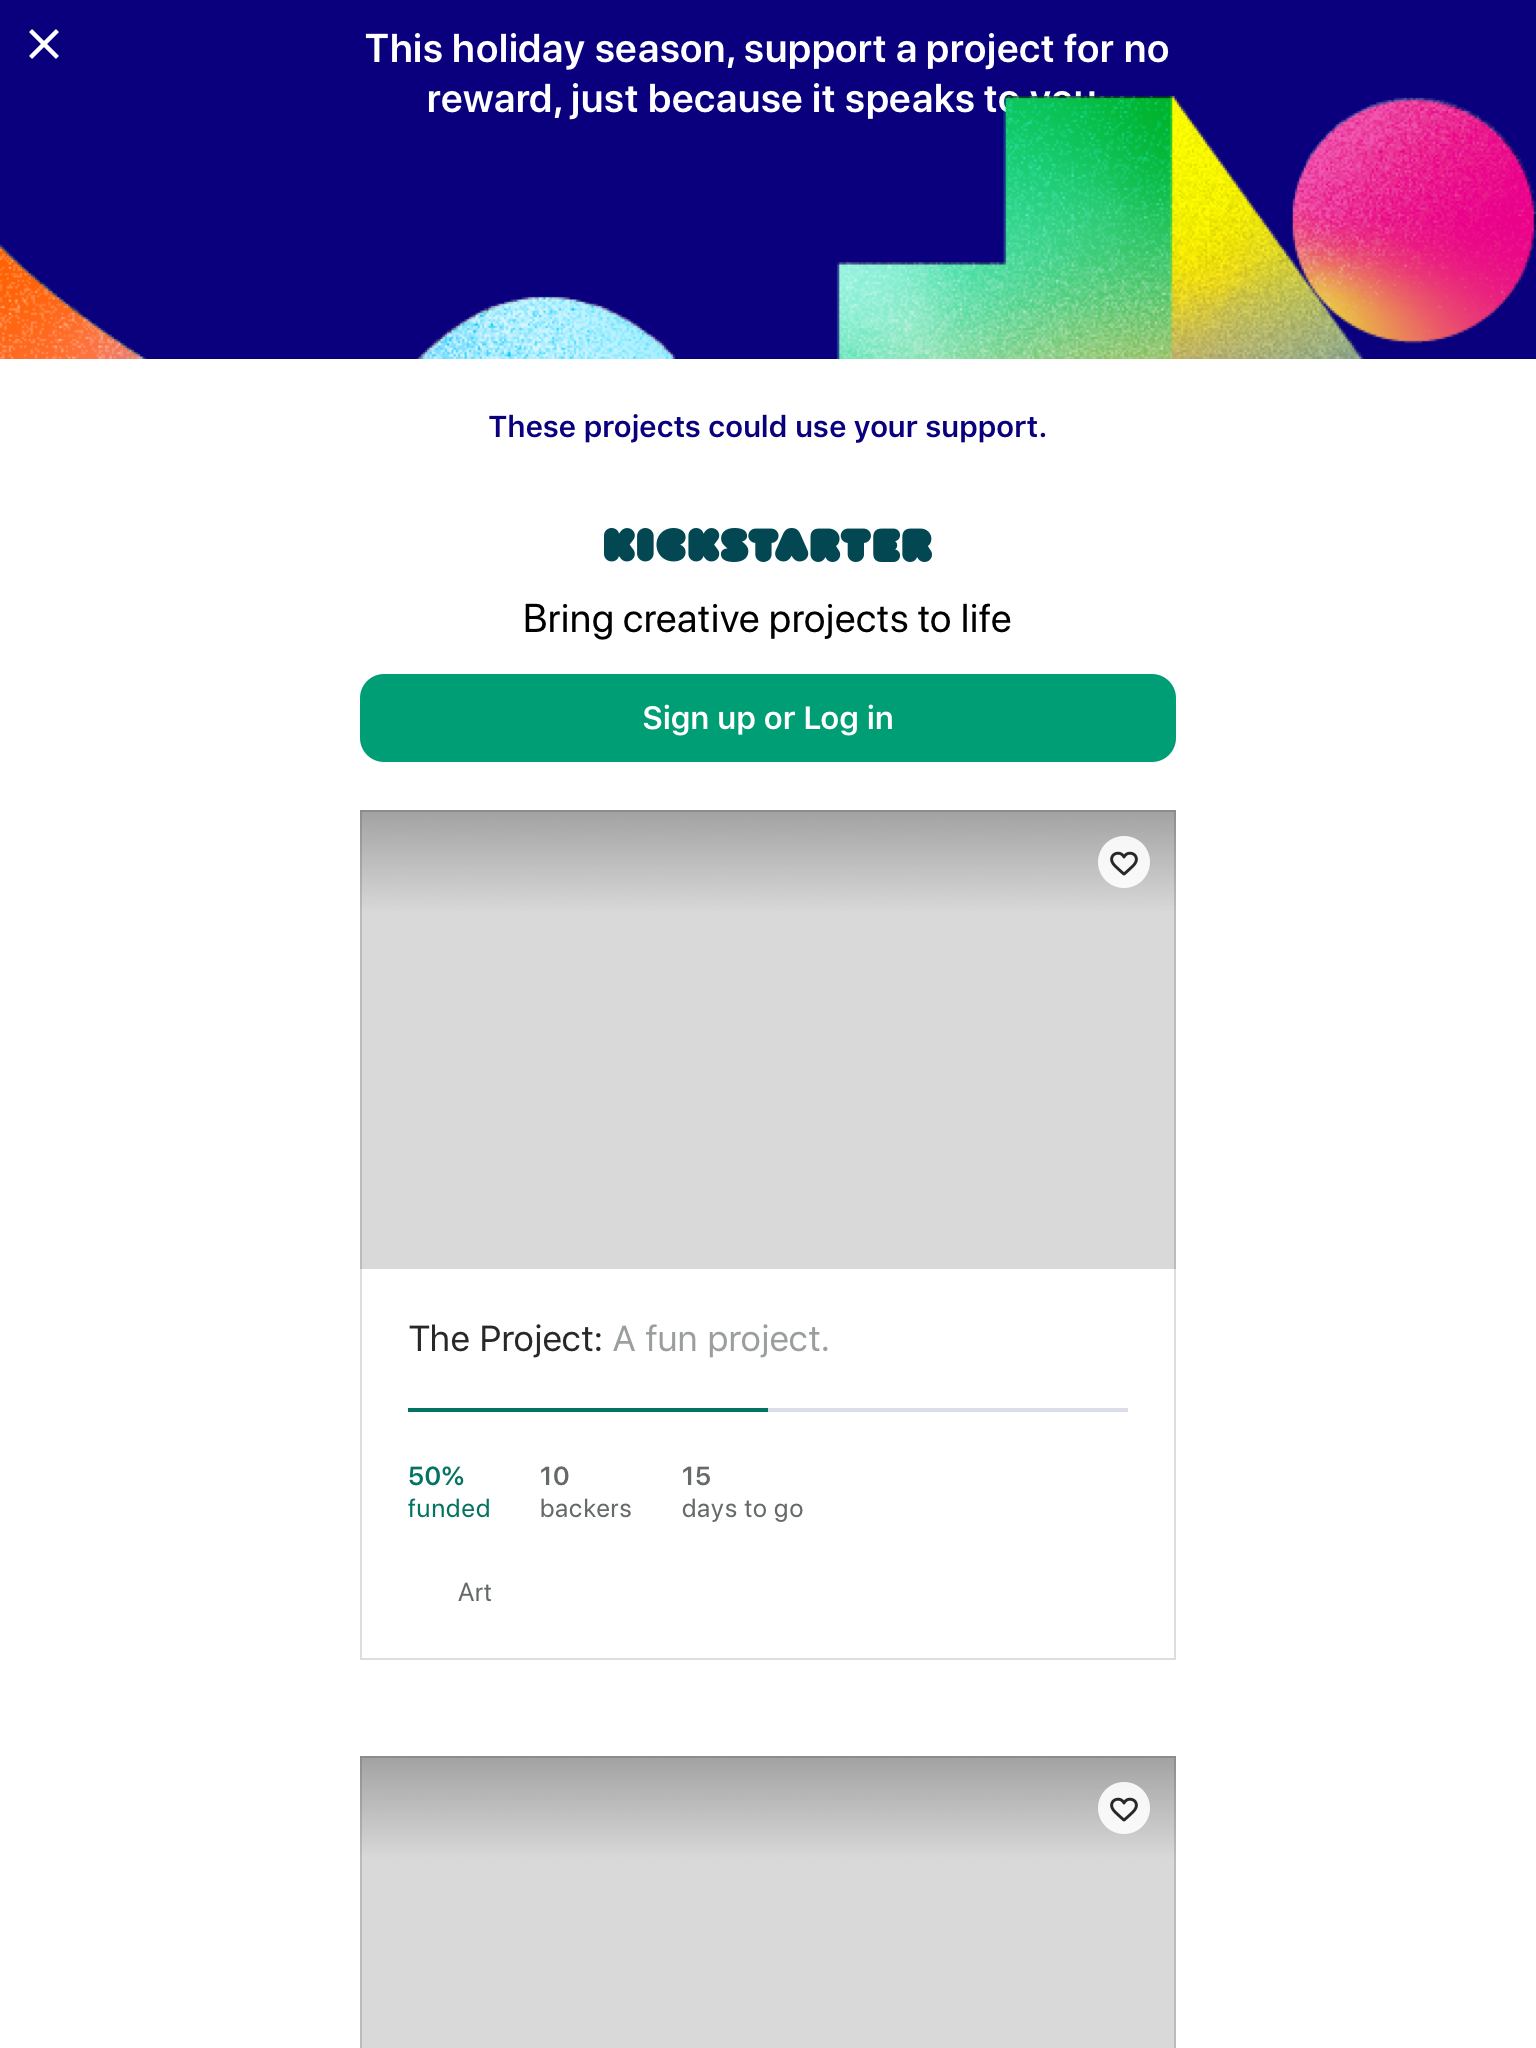 This holiday season, support a project for no
reward, just because it speaks to
These projects could use your support.
KICKSTARTER
Bring creative projects to life
Sign up or Log in
The Project: A fun project.
50%
funded
10
backers
15
days to go
Art